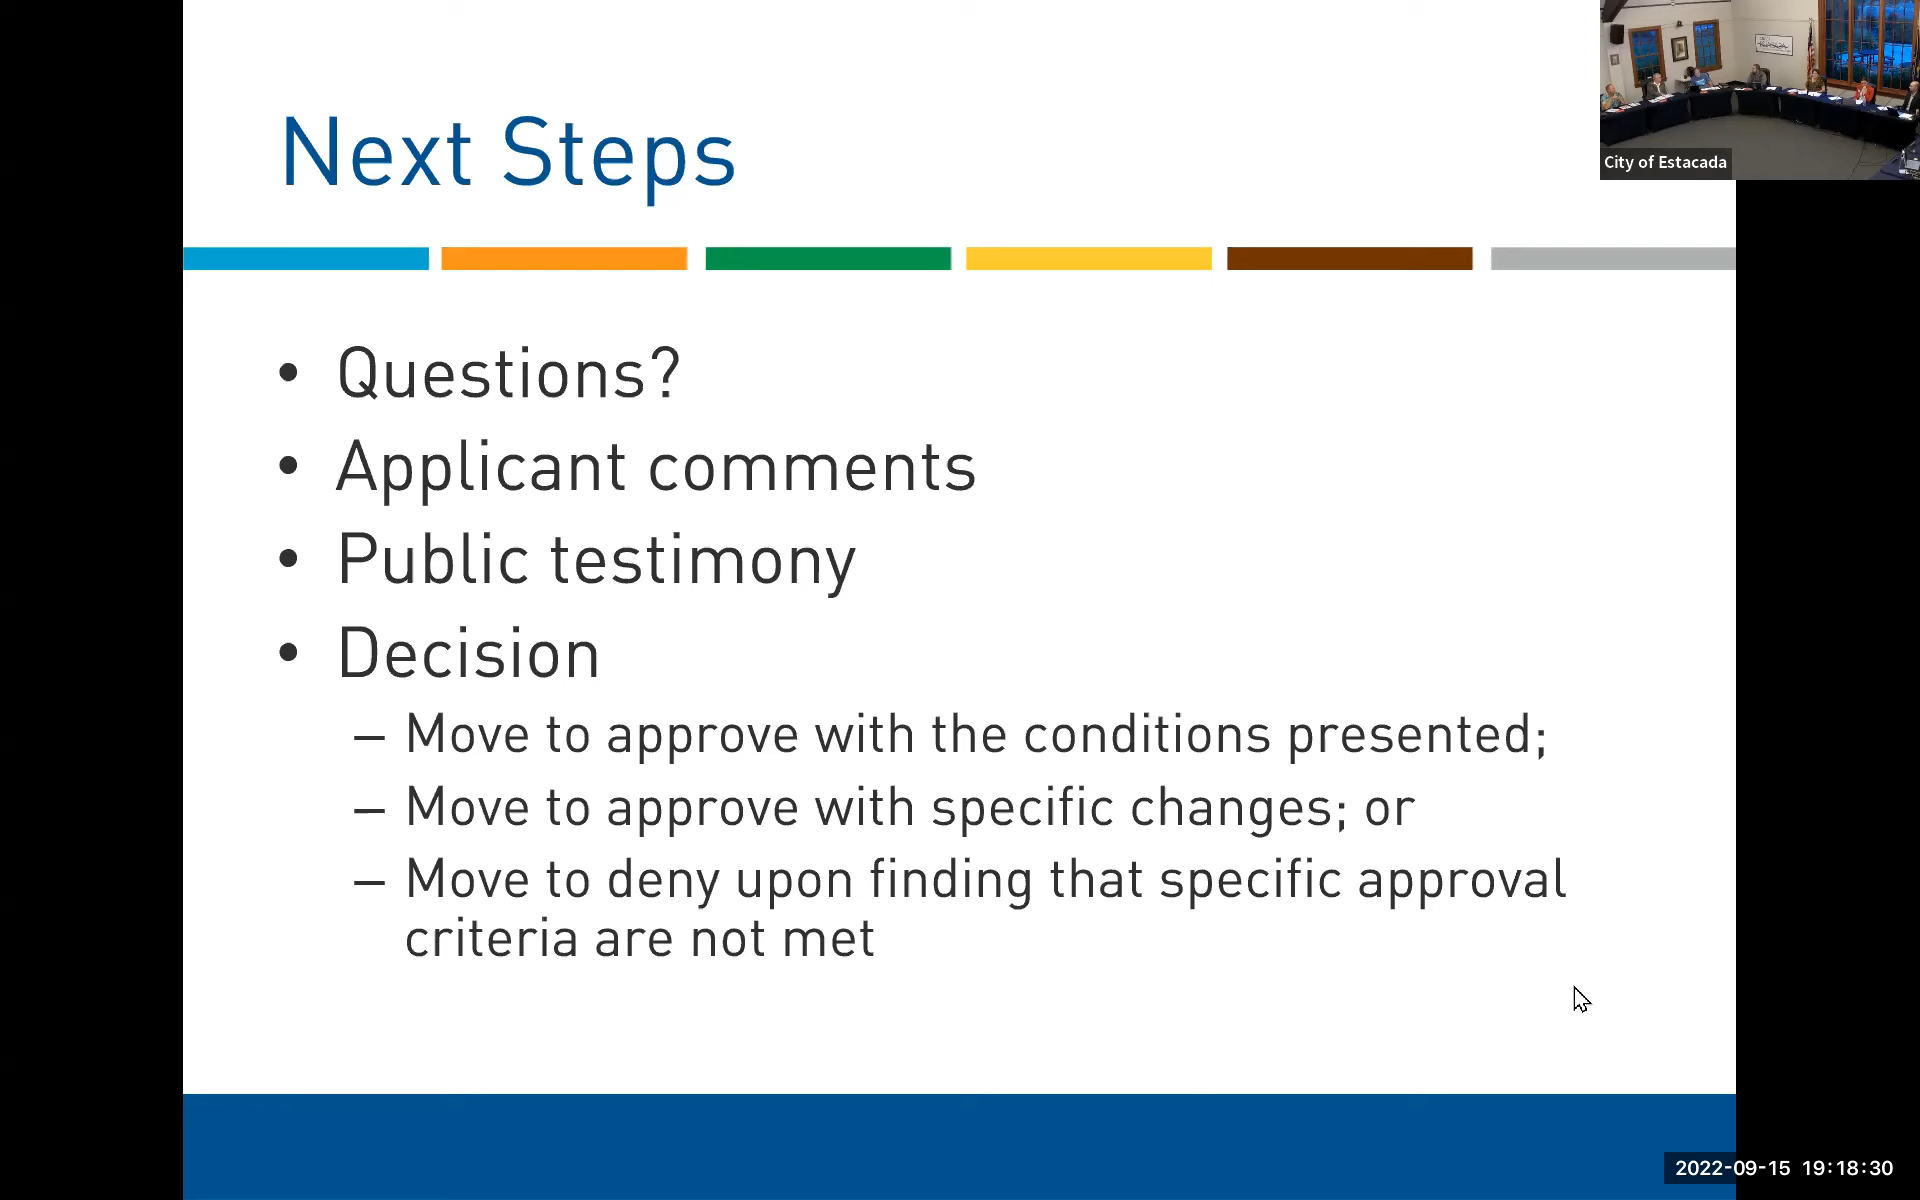 Next Steps
City of Estacada
• Questions?
• Applicant comments
• Public testimony
• Decision
– Move to approve with the conditions presented;
– Move to approve with specific changes; or
– Move to deny upon finding that specific approval
criteria are not met
2022-09-15 19:18:30